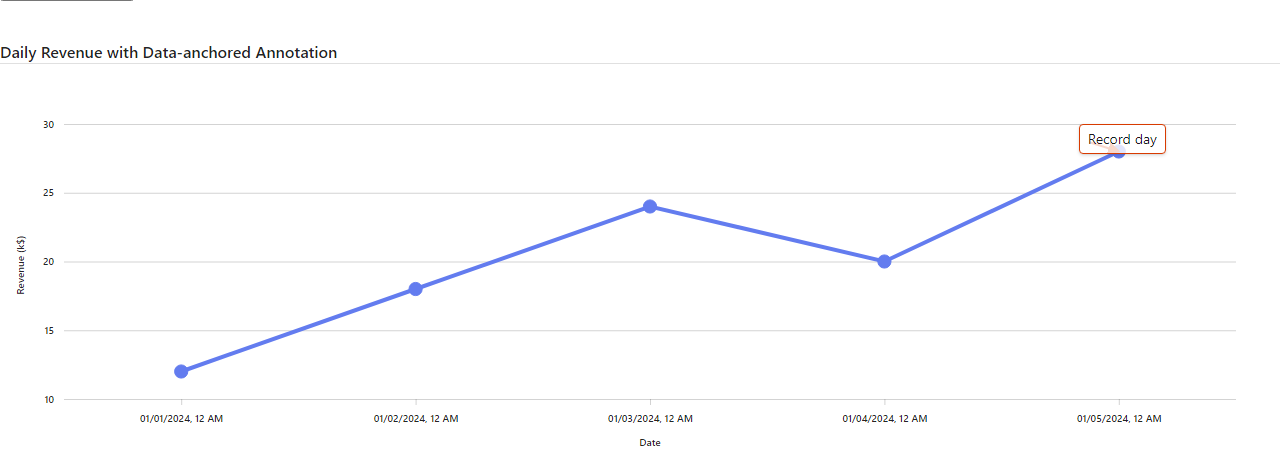 Daily Revenue with Data-anchored Annotation
30
Record day
25
20
15
10
Revenue (k$)
01/01/2024, 12 AM
01/02/2024, 12 AM
01/03/2024, 12 AM
01/04/2024, 12 AM
01/05/2024, 12 AM
Date